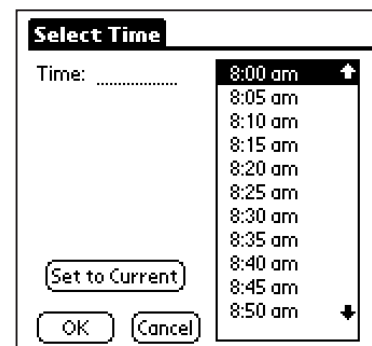 Select Time
Time:
8:00 am
8:05 am
8:10 am
8:15 am
8:20 am
8:25 am
8:30 am
8:35 am
8:40 am
8:45 am
8:50 am
Set to Current
OK
Cancel